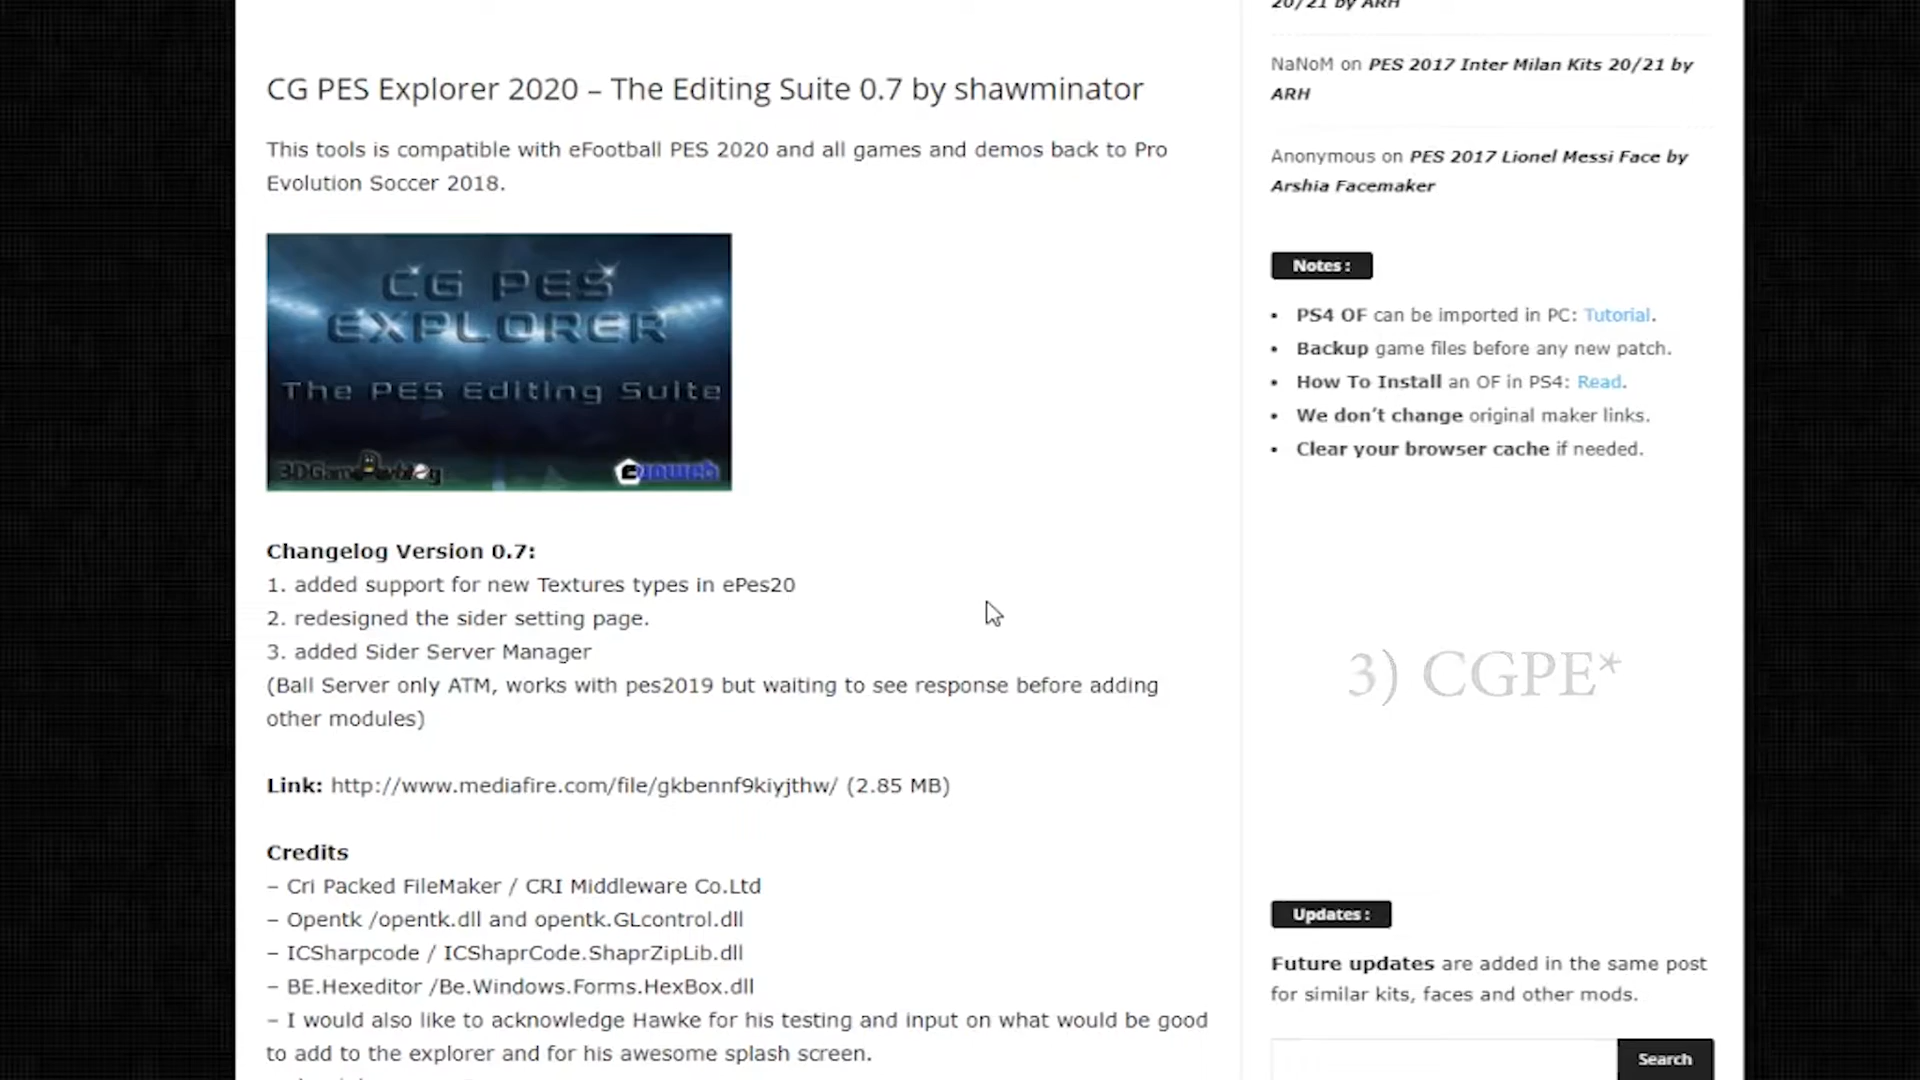 CG PES Explorer 2020 – The Editing Suite 0.7 by shawminator
This tools is compatible with eFootball PES 2020 and all games and demos back to Pro
Evolution Soccer 2018.
CG PES
EXPLORER
The PES Editing Suite
Changelog Version 0.7:
1. added support for new Textures types in ePes20
2. redesigned the sider setting page.
3. added Sider Server Manager
(Ball Server only ATM, works with pes2019 but waiting to see response before adding
other modules)
Link: http://www.mediafire.com/file/gkbennf9kiyjthw/ (2.85 MB)
Credits
– Cri Packed FileMaker / CRI Middleware Co.Ltd
– Opentk /opentk.dll and opentk.GLcontrol.dll
– ICSharpcode / ICShaprCode.ShaprZipLib.dll
– BE.Hexeditor /Be.Windows.Forms.HexBox.dll
– I would also like to acknowledge Hawke for his testing and input on what would be good
to add to the explorer and for his awesome splash screen.
20/21 by ARH
NaNoM on PES 2017 Inter Milan Kits 20/21 by
ARH
Anonymous on PES 2017 Lionel Messi Face by
Arshia Facemaker
Notes :
• PS4 OF can be imported in PC: Tutorial.
• Backup game files before any new patch.
• How To Install an OF in PS4: Read.
• We don’t change original maker links.
• Clear your browser cache if needed.
3) CGPE*
Updates :
Future updates are added in the same post
for similar kits, faces and other mods.
Search